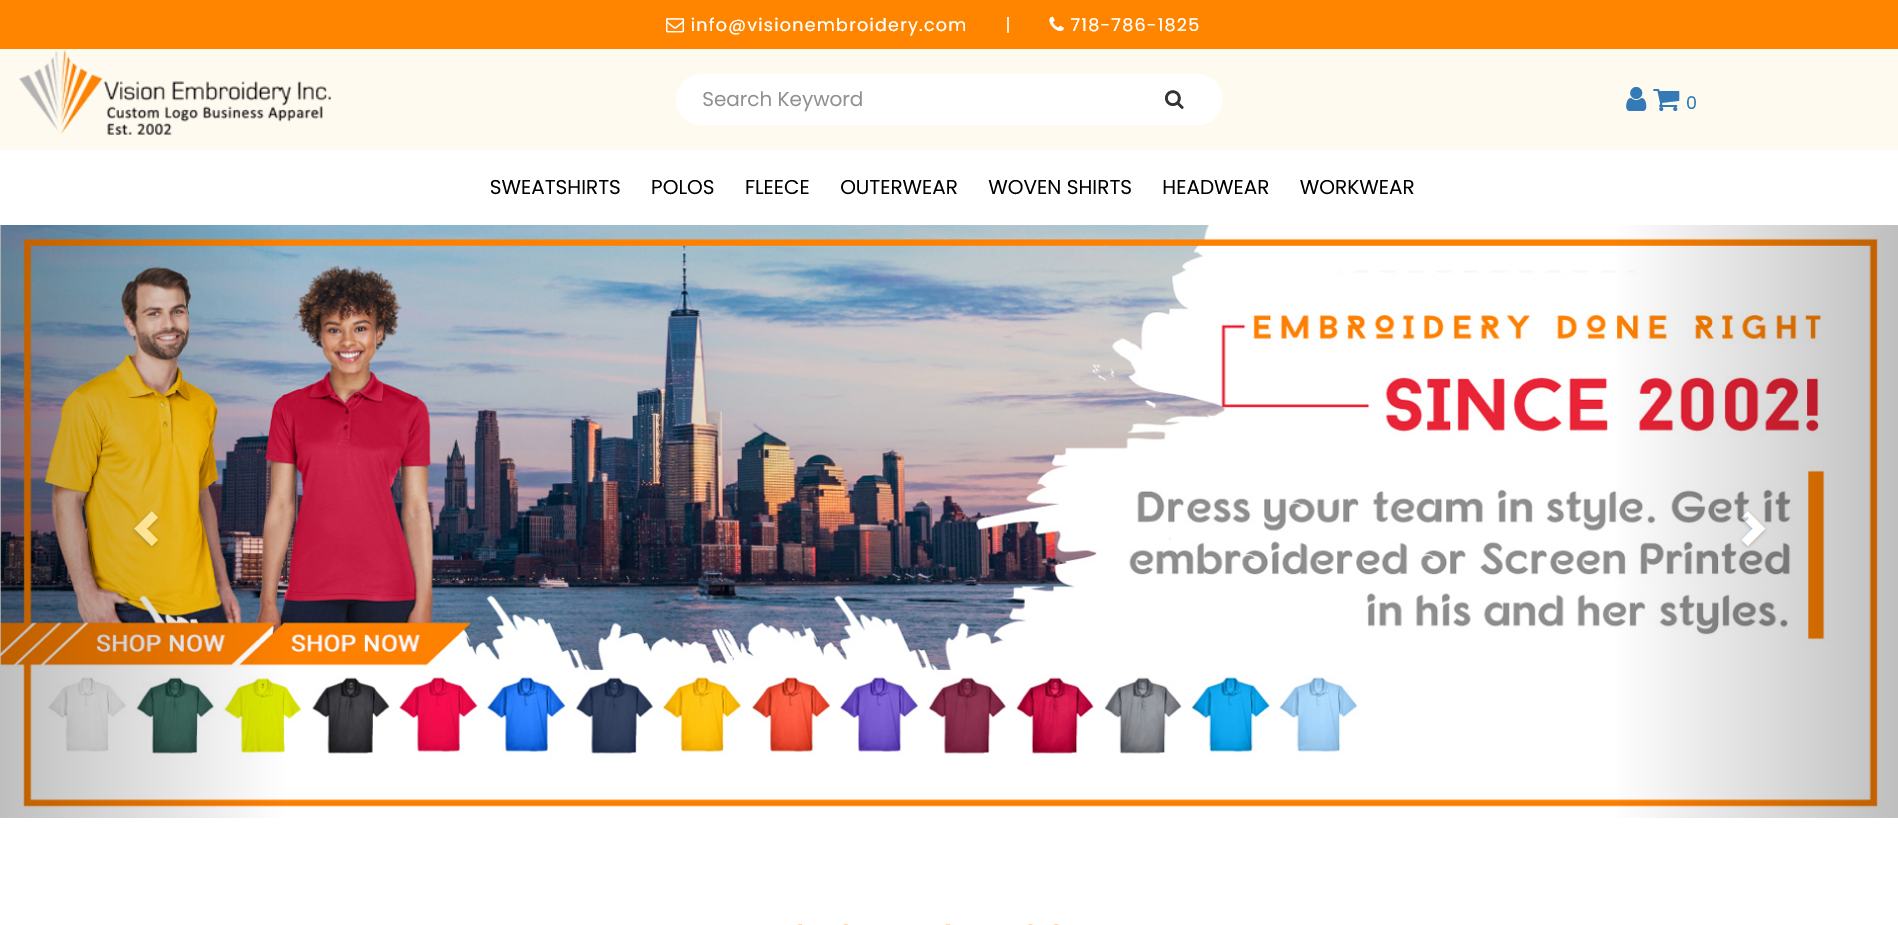 info@visionembroidery.com | 718-786-1825
Vision Embroidery Inc.
Custom Logo Business Apparel
Est. 2002
Search Keyword
0
SWEATSHIRTS POLOS FLEECE OUTERWEAR WOVEN SHIRTS HEADWEAR WORKWEAR
EMBROIDERY DONE RIGHT
SINCE 2002!
Dress your team in style. Get it
embroidered or Screen Printed
in his and her styles.
SHOP NOW SHOP NOW